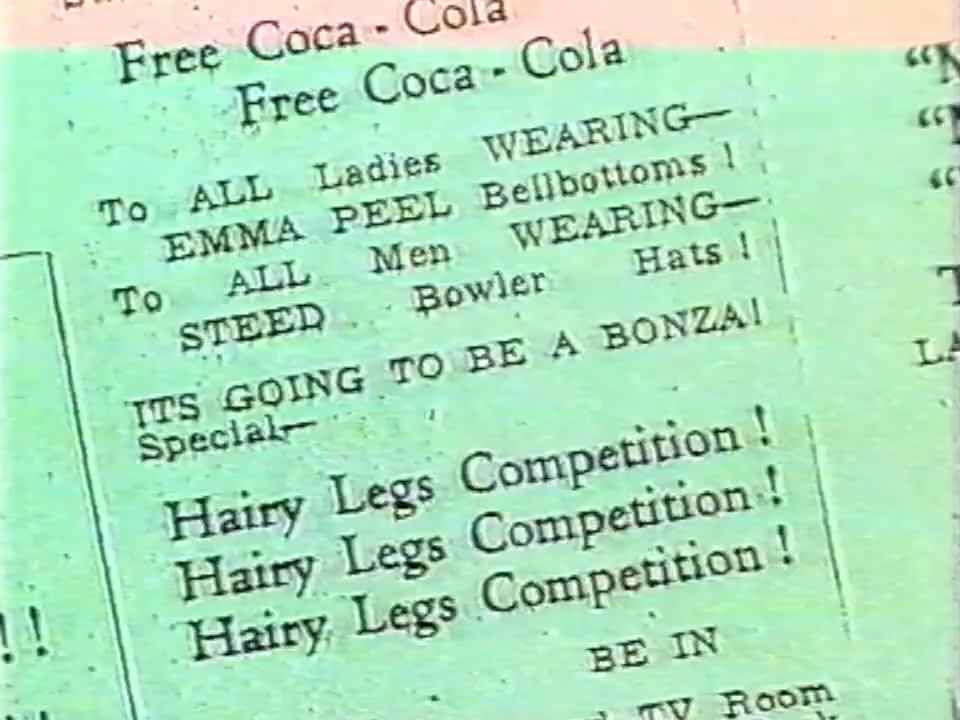 Free Coca - Cola
Free Coca - Cola
To ALL Ladies WEARING—
EMMA PEEL Bellbottoms !
To ALL Men WEARING—
STEED Bowler Hats !
ITS GOING TO BE A BONZA!
Special—
Hairy Legs Competition !
Hairy Legs Competition !
Hairy Legs Competition !
BE IN
TV Room
!!